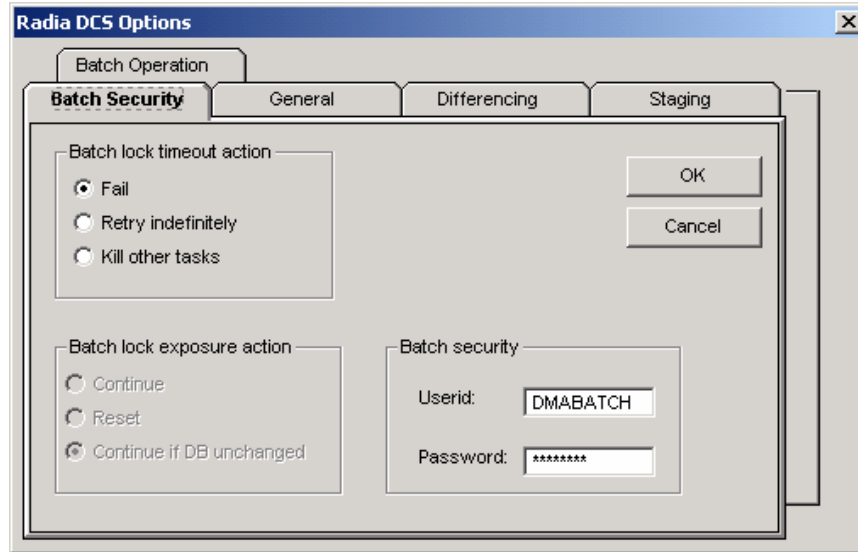 Radia DCS Options
Batch Operation
Batch Security
General
Differencing
Staging
Batch lock timeout action
Fail
Retry indefinitely
Kill other tasks
OK
Cancel
Batch lock exposure action
Continue
Reset
Continue if DB unchanged
Batch security
Userid:
DMABATCH
Password:
********